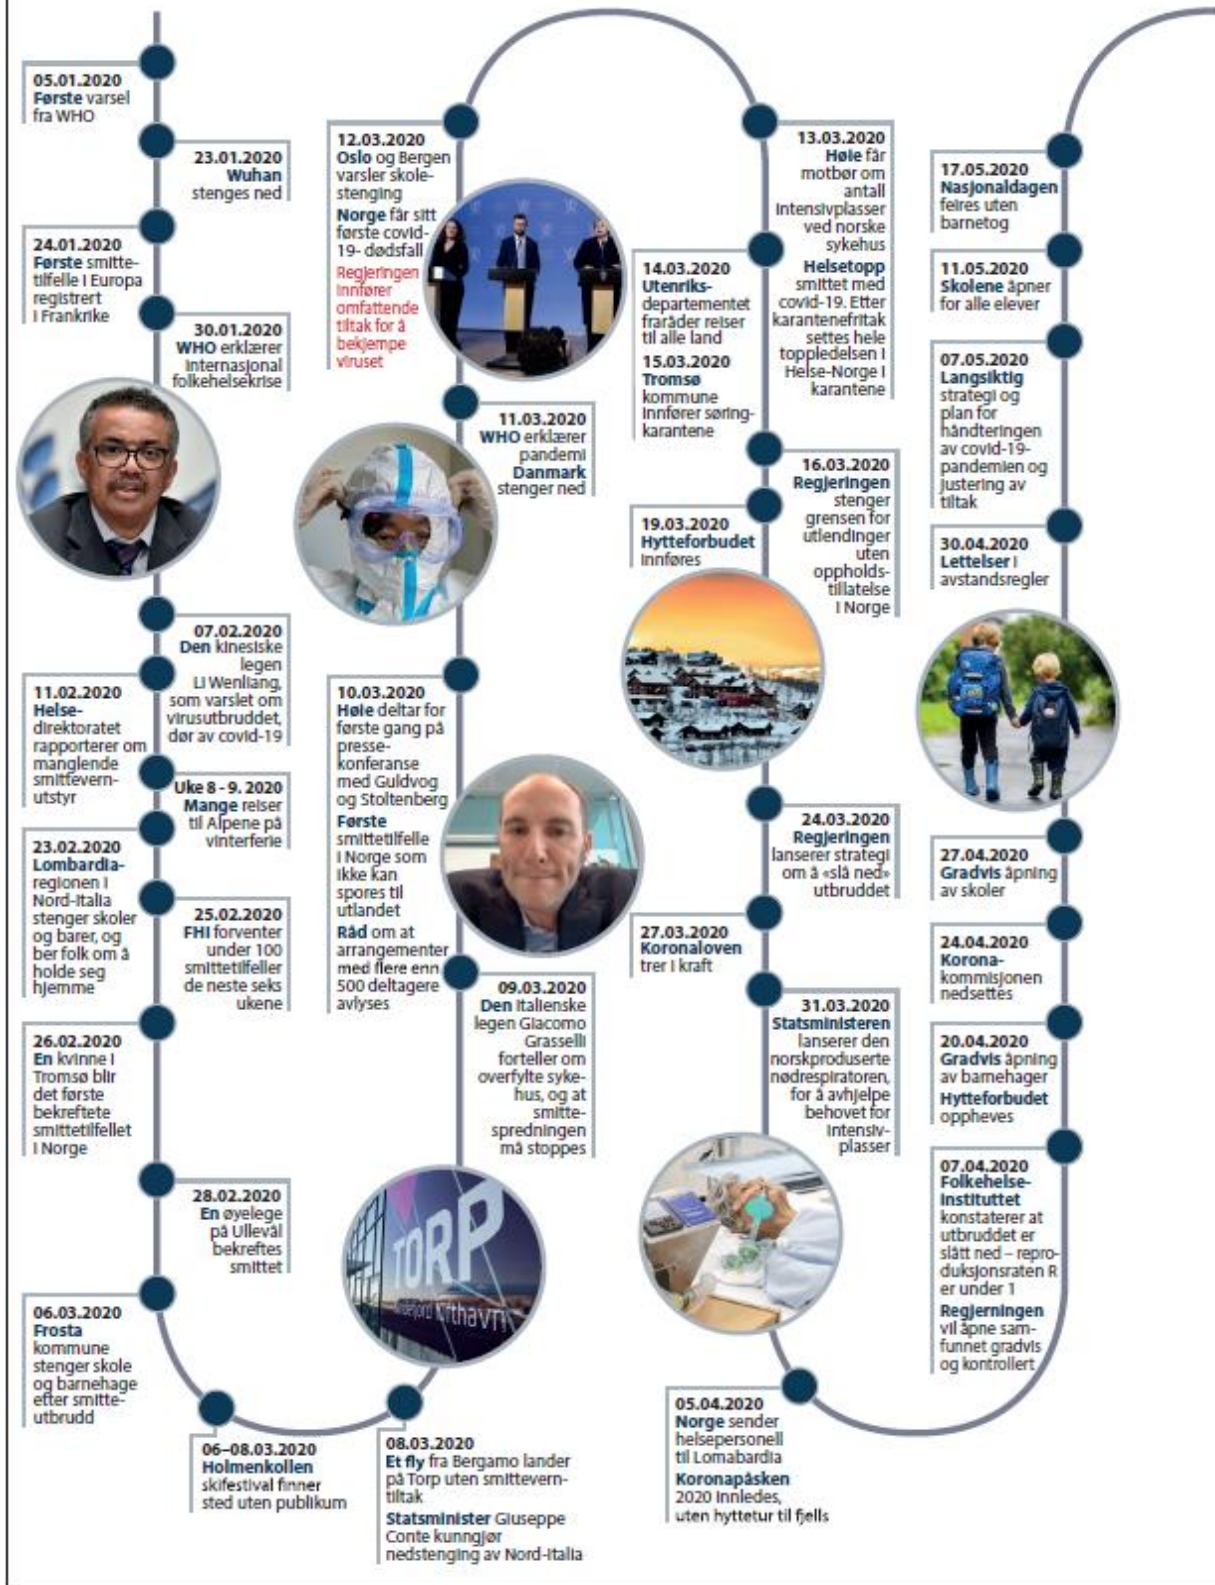 05.01.2020
Første varsel
fra WHO
23.01.2020
Wuhan
stenges ned
24.01.2020
Første smitte-
tilfelle i Europa
registrert
i Frankrike
30.01.2020
WHO erklærer
internasjonal
folkehelsekrise
07.02.2020
Den kinesiske
legen
Li Wenliang,
som varslet om
virusutbruddet,
dør av covid-19
11.02.2020
Helse-
direktoratet
rapporterer om
manglende
smittevern-
utstyr
Uke 8 - 9. 2020
Mange reiser
til Alpene på
vinterferie
23.02.2020
Lombardia-
regionen i
Nord-Italia
stenger skoler
og barer, og
ber folk om å
holde seg
hjemme
25.02.2020
FHI forventer
under 100
smittetilfeller
de neste seks
ukene
26.02.2020
En kvinne i
Tromsø blir
det første
bekreftete
smittetilfellet
i Norge
28.02.2020
En øyelege
på Ullevål
bekreftes
smittet
06.03.2020
Frosta
kommune
stenger skole
og barnehage
etter smitte-
utbrudd
06–08.03.2020
Holmenkollen
skifestival finner
sted uten publikum
08.03.2020
Et fly fra Bergamo lander
på Torp uten smittevern-
tiltak
Statsminister Giuseppe
Conte kunngjør
nedstenging av Nord-Italia
TORP
09.03.2020
Den italienske
legen Giacomo
Grasselli
forteller om
overfylte syke-
hus, og at
smitte-
spredningen
må stoppes
10.03.2020
Høie deltar for
første gang på
presse-
konferanse
med Guldvog
og Stoltenberg
Første
smittetilfelle
i Norge som
ikke kan
spores til
utlandet
Råd om at
arrangementer
med flere enn
500 deltagere
avlyses
11.03.2020
WHO erklærer
pandemi
Danmark
stenger ned
12.03.2020
Oslo og Bergen
varsler skole-
stenging
Norge får sitt
første covid-
19- dødsfall
Regjeringen
innfører
omfattende
tiltak for å
bekjempe
viruset
13.03.2020
Høie får
motbør om
antall
intensivplasser
ved norske
sykehus
Helsetopp
smittet med
covid-19. Etter
karantenefritak
settes hele
toppledelsen i
Helse-Norge i
karantene
14.03.2020
Utenriks-
departementet
fraråder reiser
til alle land
15.03.2020
Tromsø
kommune
innfører søring-
karantene
16.03.2020
Regjeringen
stenger
grensen for
utlendinger
uten
oppholds-
tillatelse
i Norge
19.03.2020
Hytteforbudet
innføres
24.03.2020
Regjeringen
lanserer strategi
om å «slå ned»
utbruddet
27.03.2020
Koronaloven
trer i kraft
31.03.2020
Statsministeren
lanserer den
norskproduserte
nødrespiratoren,
for å avhjelpe
behovet for
intensiv-
plasser
05.04.2020
Norge sender
helsepersonell
til Lomabardia
Koronapåsken
2020 innledes,
uten hyttetur til fjells
07.04.2020
Folkehelse-
instituttet
konstaterer at
utbruddet er
slått ned – repro-
duksjonsraten R
er under 1
Regjerningen
vil åpne sam-
funnet gradvis
og kontrollert
20.04.2020
Gradvis åpning
av barnehager
Hytteforbudet
oppheves
24.04.2020
Korona-
kommisjonen
nedsettes
27.04.2020
Gradvis åpning
av skoler
30.04.2020
Lettelser i
avstandsregler
07.05.2020
Langsiktig
strategi og
plan for
håndteringen
av covid-19-
pandemien og
justering av
tiltak
11.05.2020
Skolene åpner
for alle elever
17.05.2020
Nasjonaldagen
feires uten
barnetog